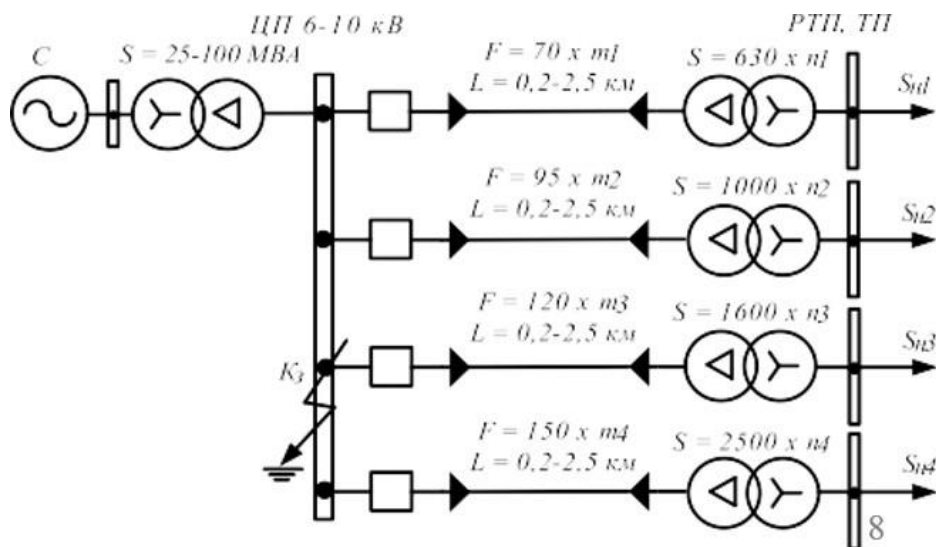 ЦП 6-10 кВ
РТП, ТП
С
S = 25-100 МВА
F = 70 x m1
L = 0,2-2,5 км
S = 630 x n1
Sн1
F = 95 x m2
L = 0,2-2,5 км
S = 1000 x n2
Sн2
F = 120 x m3
L = 0,2-2,5 км
S = 1600 x n3
Sн3
Kз
F = 150 x m4
L = 0,2-2,5 км
S = 2500 x n4
Sн4
8